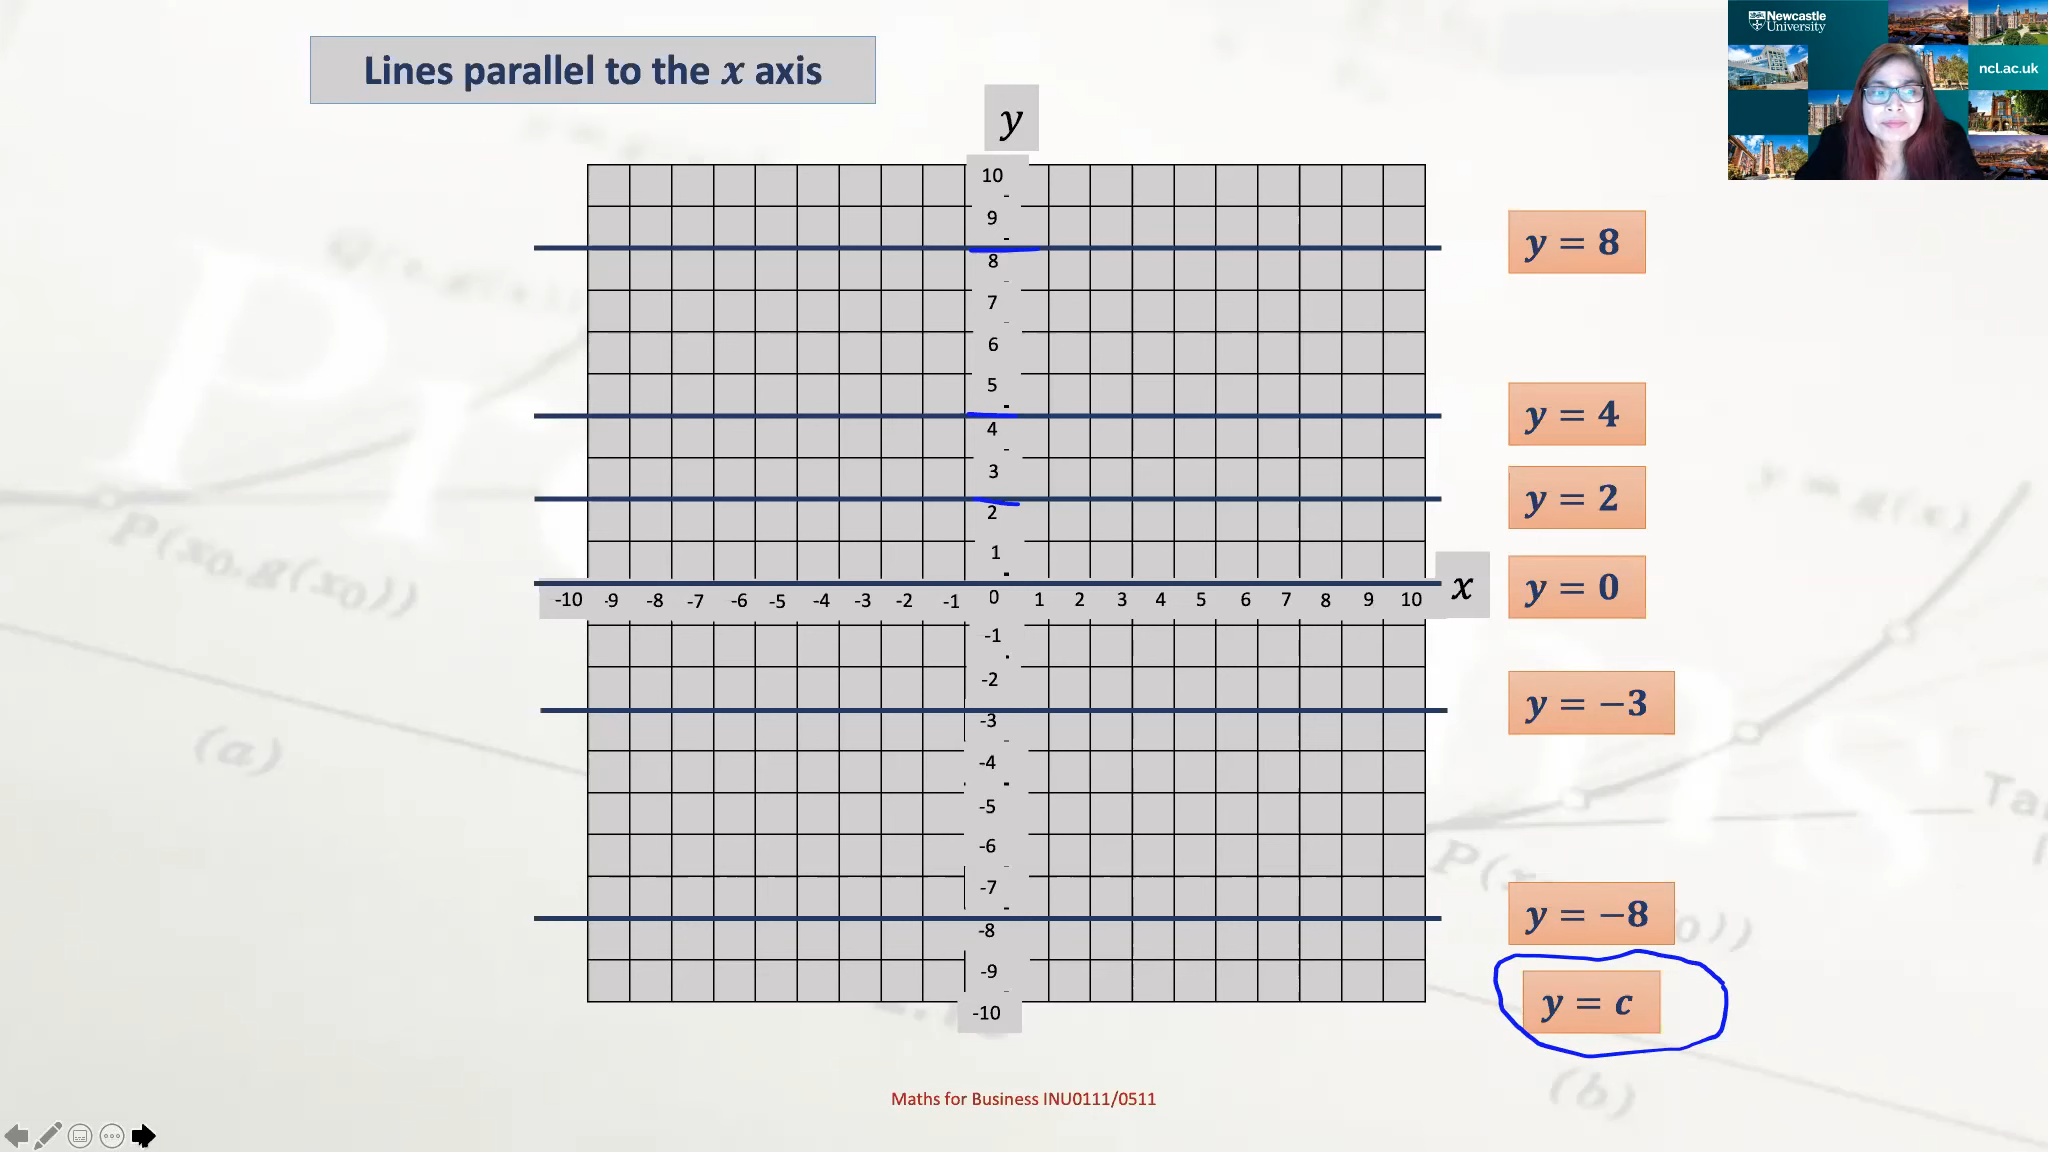 Lines parallel to the x axis
Newcastle
University
ncl.ac.uk
y
10
9
8
7
6
5
4
3
2
1
-10 -9 -8 -7 -6 -5 -4 -3 -2 -1 0 1 2 3 4 5 6 7 8 9 10
x
-1
-2
-3
-4
-5
-6
-7
-8
-9
-10
y = 8
y = 4
y = 2
y = 0
y = −3
y = −8
y = c
P(x0.g(x0))
(a)
y = g(x)
(b)
Maths for Business INU0111/0511